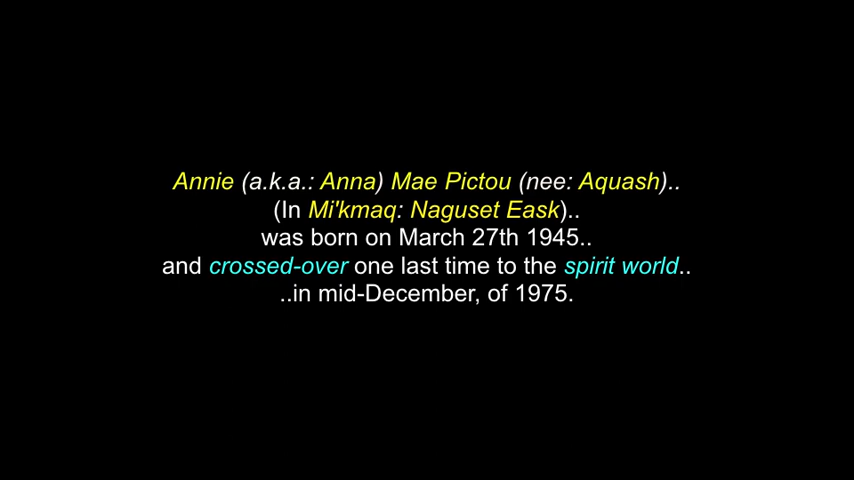 Annie (a.k.a.: Anna) Mae Pictou (nee: Aquash)..
(In Mi'kmaq: Naguset Eask)..
was born on March 27th 1945..
and crossed-over one last time to the spirit world..
..in mid-December, of 1975.